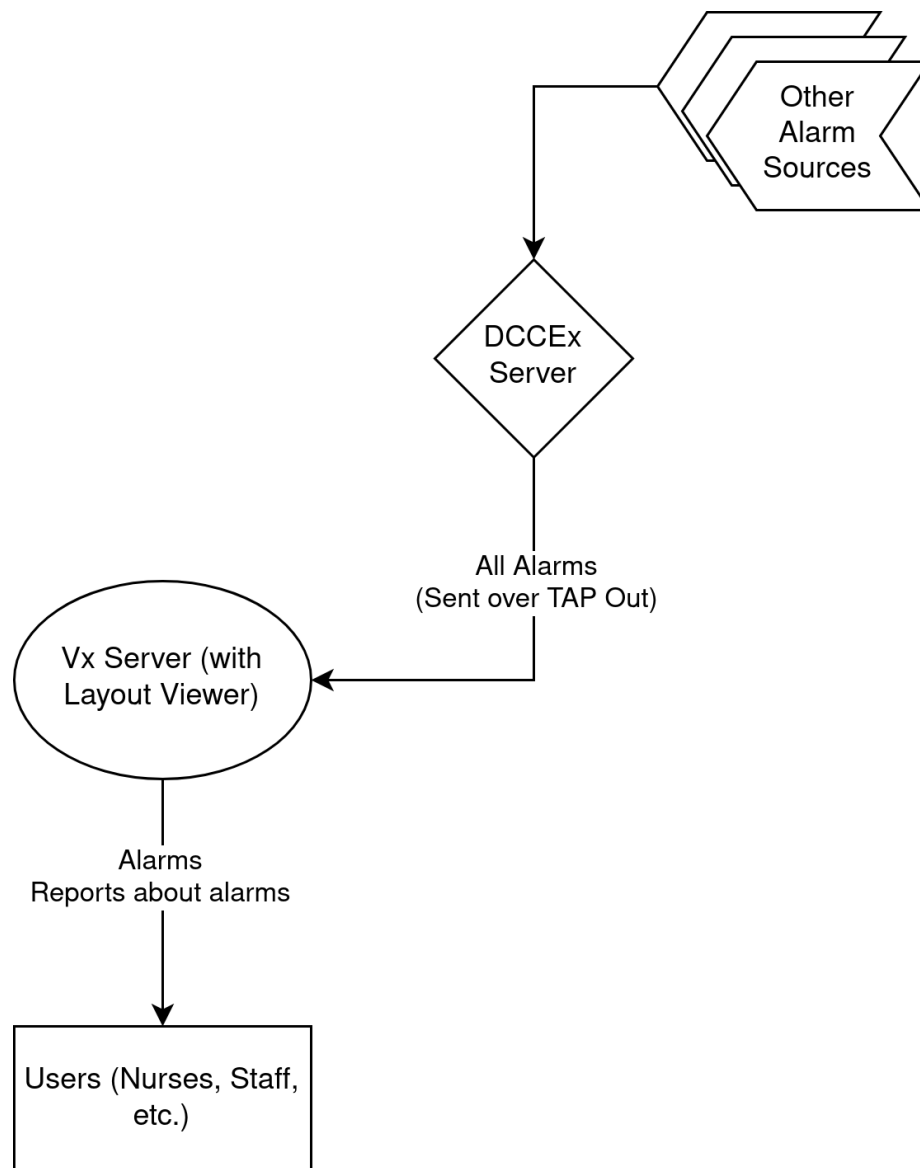 Other
Alarm
Sources
DCCEx
Server
All Alarms
(Sent over TAP Out)
Vx Server (with
Layout Viewer)
Alarms
Reports about alarms
Users (Nurses, Staff,
etc.)